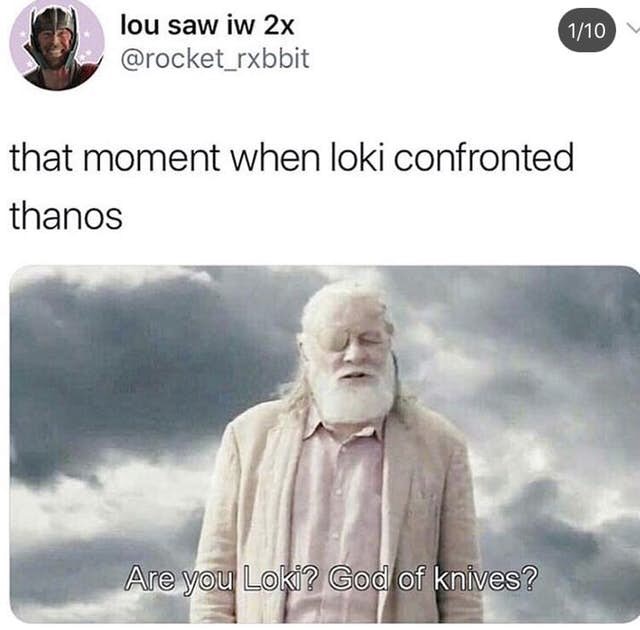 lou saw iw 2x
@rocket_rxbbit
1/10
that moment when loki confronted
thanos
Are you Loki? God of knives?